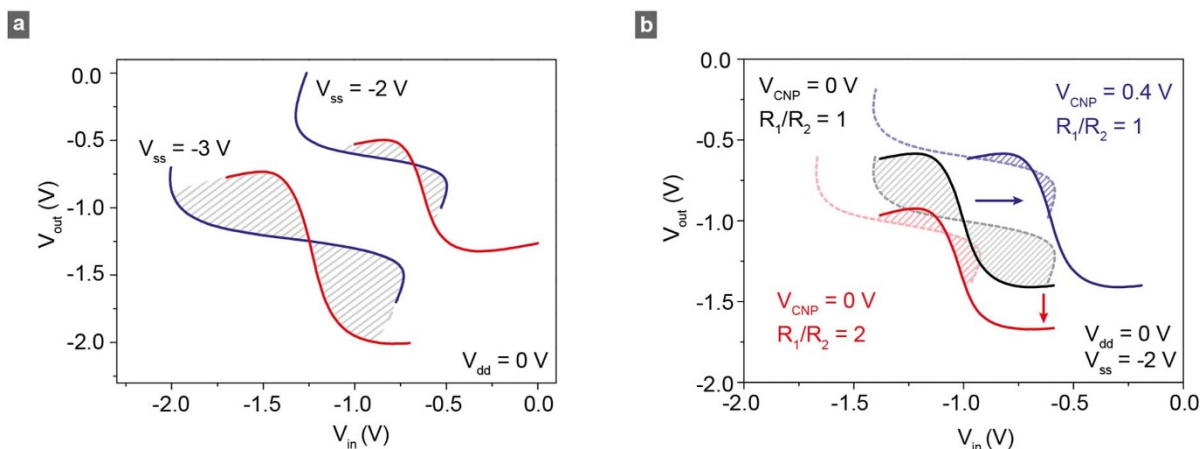 a
0.0
-0.5
-1.0
-1.5
-2.0
V_out (V)
V_ss = -2 V
V_ss = -3 V
V_dd = 0 V
-2.0 -1.5 -1.0 -0.5 0.0
V_in (V)
b
0.0
-0.5
-1.0
-1.5
-2.0
V_out (V)
V_CNP = 0 V
R_1/R_2 = 1
V_CNP = 0.4 V
R_1/R_2 = 1
V_CNP = 0 V
R_1/R_2 = 2
V_dd = 0 V
V_ss = -2 V
-2.0 -1.5 -1.0 -0.5 0.0
V_in (V)